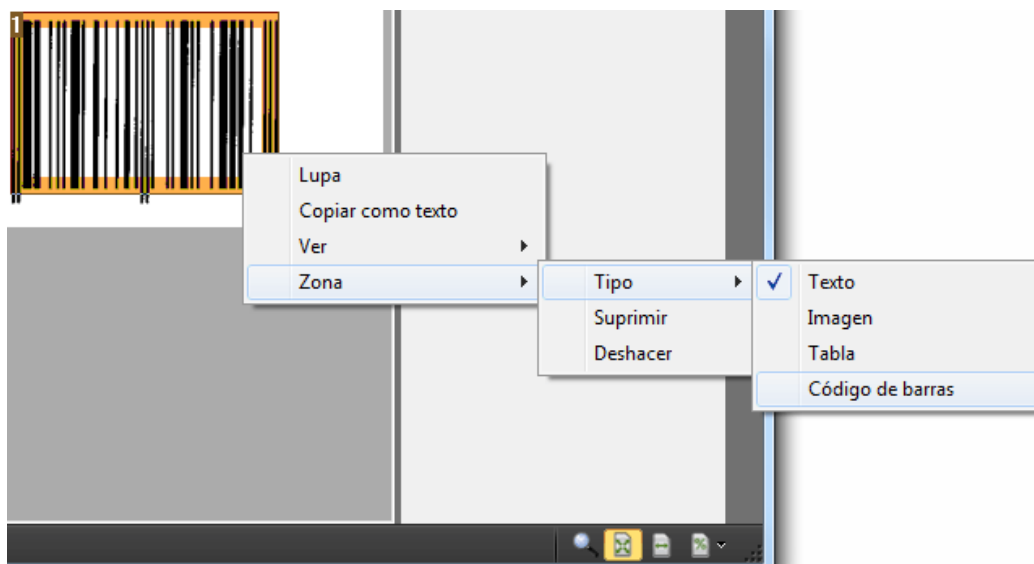 1
Lupa
Copiar como texto
Ver
Zona
Tipo
Suprimir
Deshacer
Texto
Imagen
Tabla
Código de barras
%